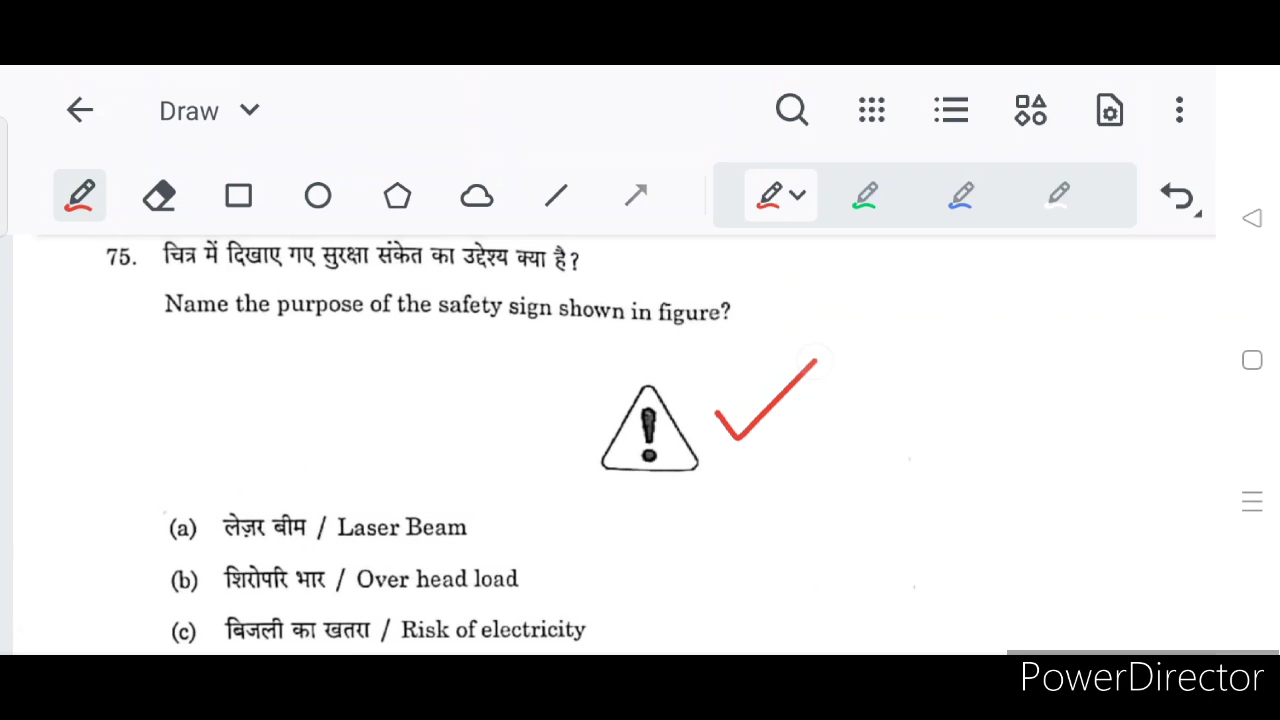 Draw
75. चित्र में दिखाए गए सुरक्षा संकेत का उद्देश्य क्या है?
Name the purpose of the safety sign shown in figure?
!
(a) लेज़र बीम / Laser Beam
(b) शिरोपरि भार / Over head load
(c) बिजली का खतरा / Risk of electricity
PowerDirector